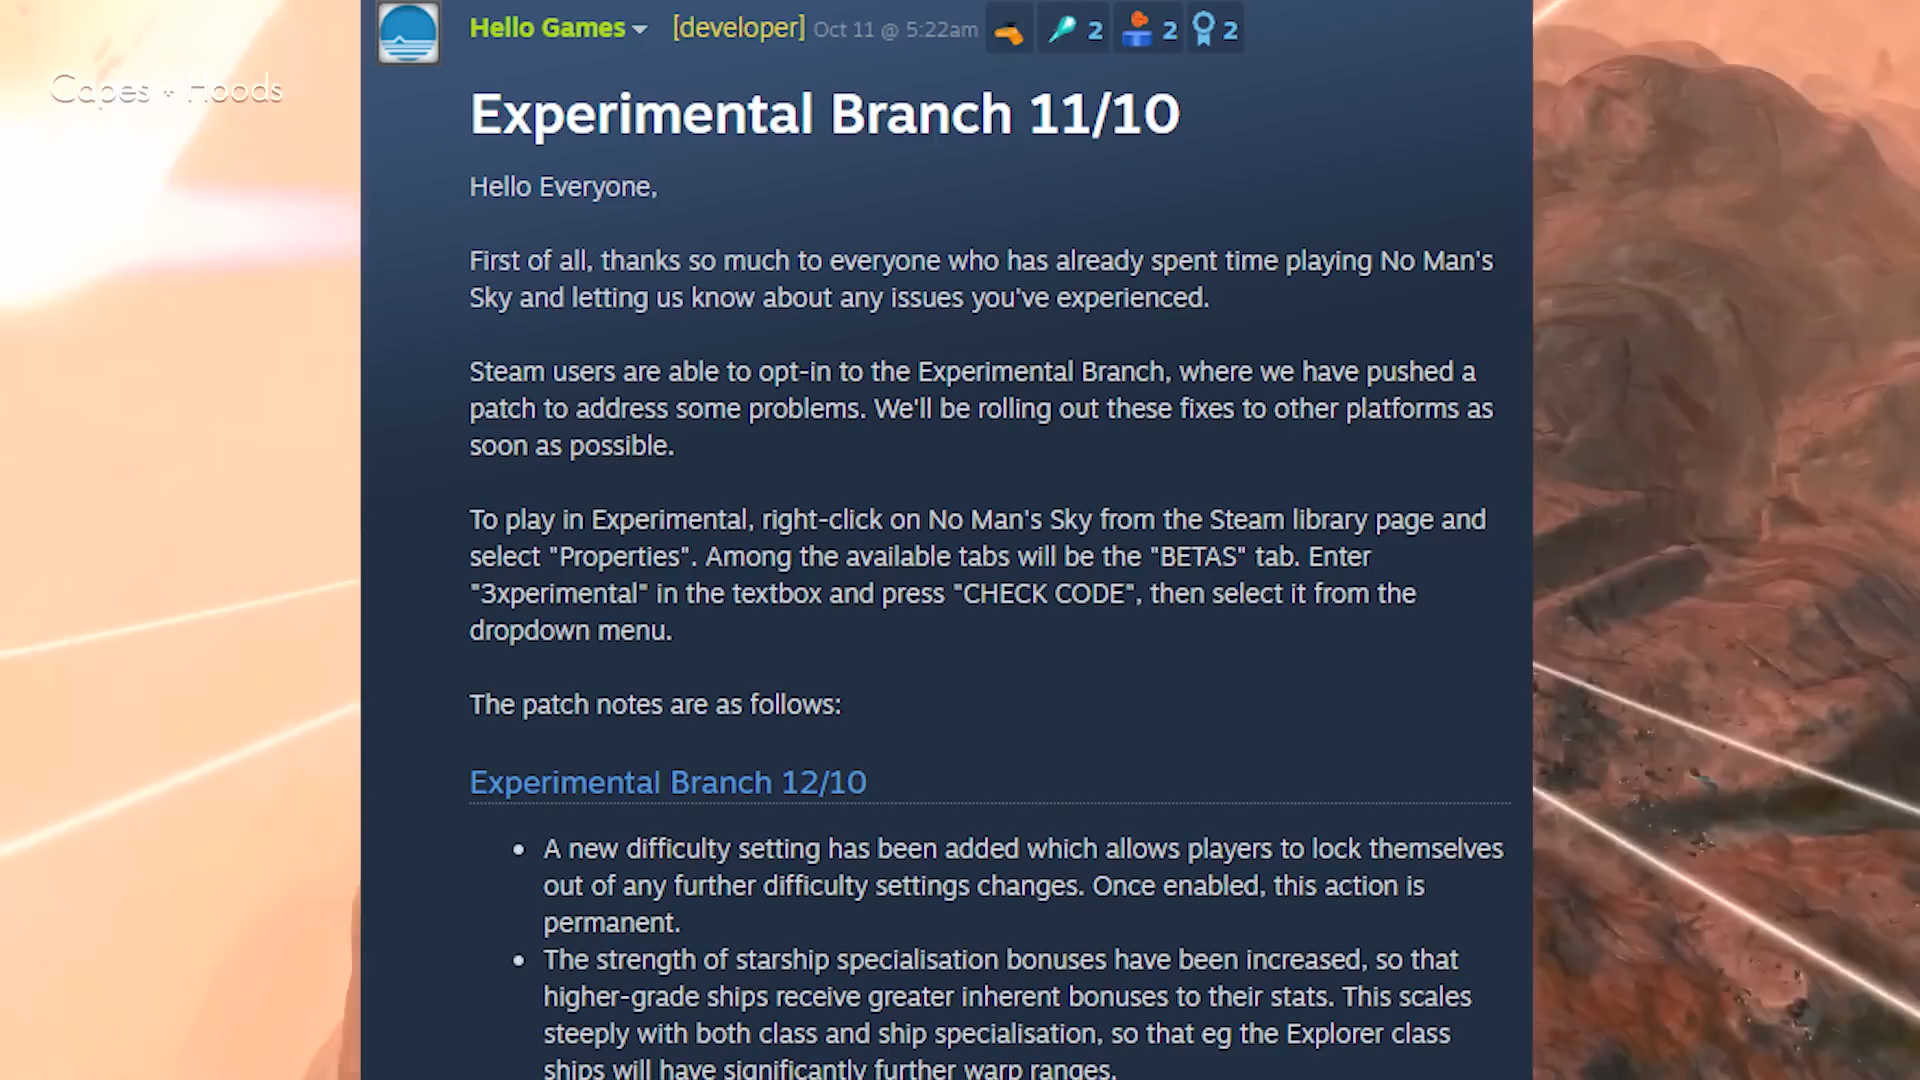 Hello Games [developer] Oct 11 @ 5:22am 2 2 2
Capes + Hoods
Experimental Branch 11/10
Hello Everyone,
First of all, thanks so much to everyone who has already spent time playing No Man's
Sky and letting us know about any issues you've experienced.
Steam users are able to opt-in to the Experimental Branch, where we have pushed a
patch to address some problems. We'll be rolling out these fixes to other platforms as
soon as possible.
To play in Experimental, right-click on No Man's Sky from the Steam library page and
select "Properties". Among the available tabs will be the "BETAS" tab. Enter
"3xperimental" in the textbox and press "CHECK CODE", then select it from the
dropdown menu.
The patch notes are as follows:
Experimental Branch 12/10
• A new difficulty setting has been added which allows players to lock themselves
out of any further difficulty settings changes. Once enabled, this action is
permanent.
• The strength of starship specialisation bonuses have been increased, so that
higher-grade ships receive greater inherent bonuses to their stats. This scales
steeply with both class and ship specialisation, so that eg the Explorer class
ships will have significantly further warp ranges.